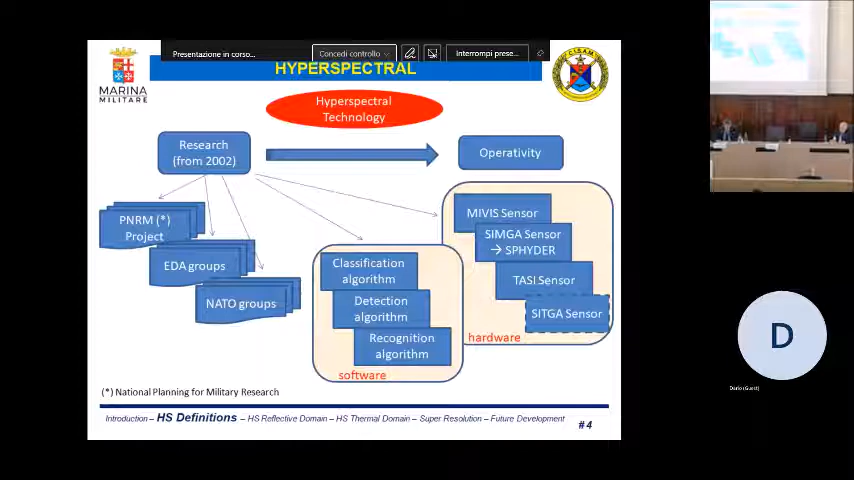 Presentazione in corso...
Concedi controllo
Interrompi prese...
HYPERSPECTRAL
MARINA
MILITARE
C.I.S.A.M.
Hyperspectral
Technology
Research
(from 2002)
Operativity
PNRM (*)
Project
EDA groups
NATO groups
Classification
algorithm
Detection
algorithm
Recognition
algorithm
software
MIVIS Sensor
SIMGA Sensor
→ SPHYDER
TASI Sensor
SITGA Sensor
hardware
(*) National Planning for Military Research
Introduction – HS Definitions – HS Reflective Domain – HS Thermal Domain – Super Resolution – Future Development
# 4
D
Dario (Guest)